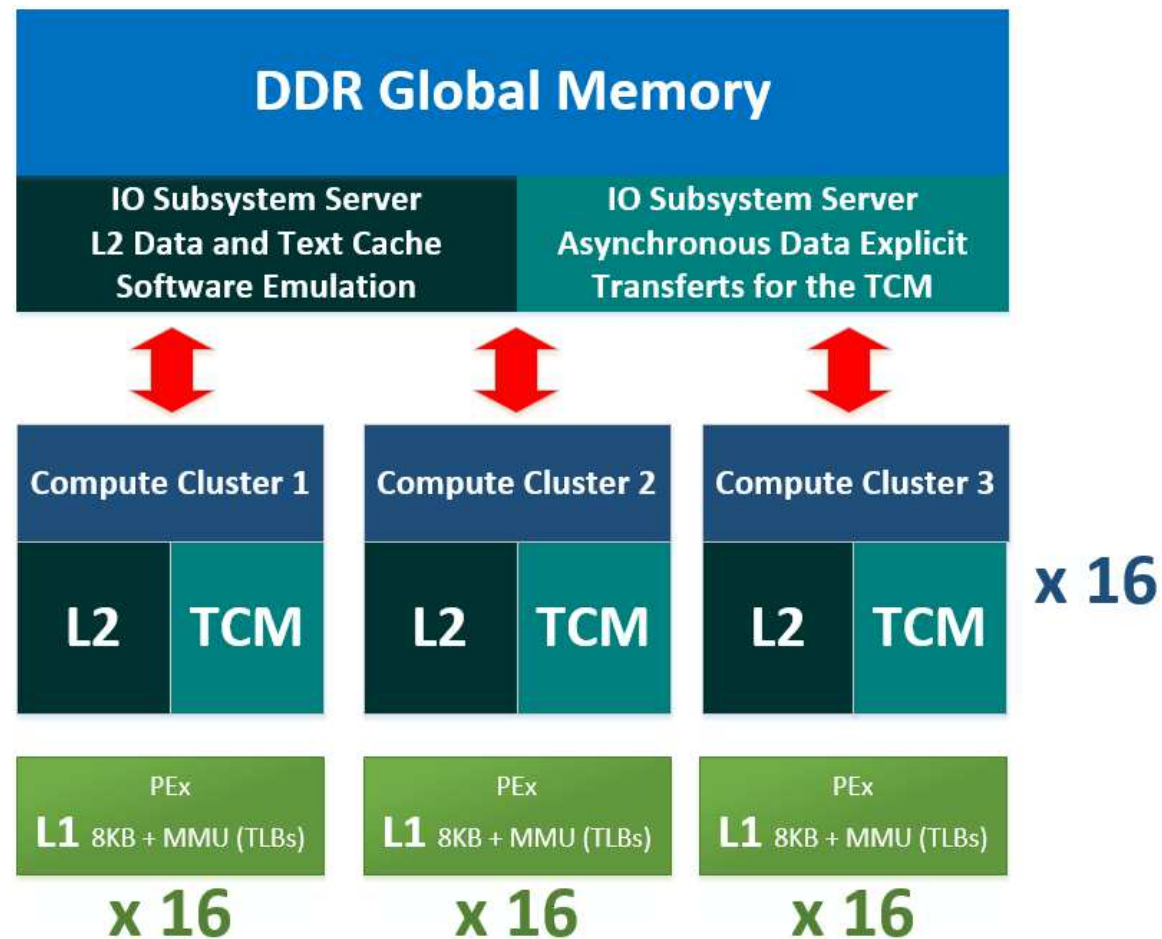 DDR Global Memory
IO Subsystem Server
L2 Data and Text Cache
Software Emulation
IO Subsystem Server
Asynchronous Data Explicit
Transferts for the TCM
Compute Cluster 1
Compute Cluster 2
Compute Cluster 3
L2 TCM
L2 TCM
L2 TCM
x 16
PEx
L1 8KB + MMU (TLBs)
PEx
L1 8KB + MMU (TLBs)
PEx
L1 8KB + MMU (TLBs)
x 16
x 16
x 16